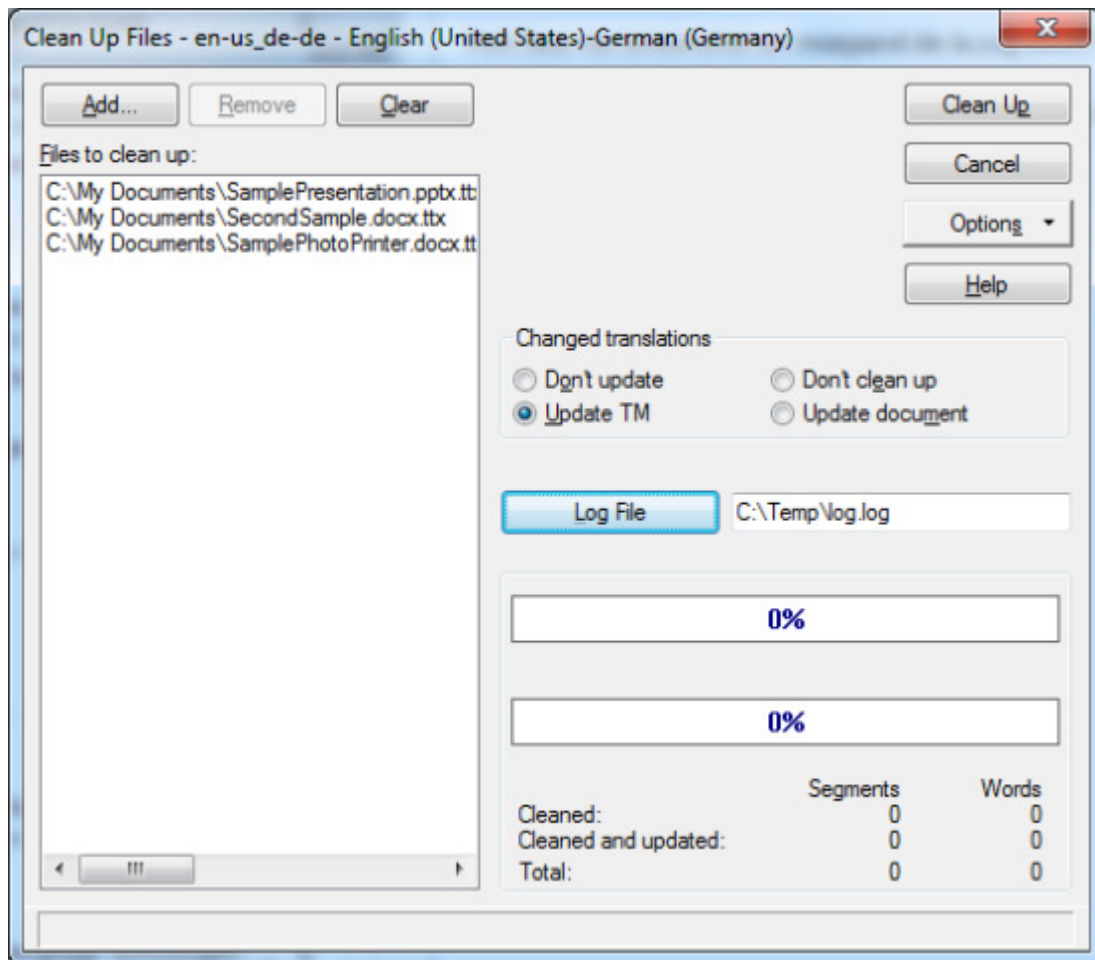 Clean Up Files - en-us_de-de - English (United States)-German (Germany)
Add... Remove Clear
Clean Up
Files to clean up:
Cancel
C:\My Documents\SamplePresentation.pptx.tt
C:\My Documents\SecondSample.docx.ttx
C:\My Documents\SamplePhotoPrinter.docx.tt
Options
Help
Changed translations
Don't update Don't clean up
Update TM Update document
Log File C:\Temp\log.log
0%
0%
Segments Words
Cleaned: 0 0
Cleaned and updated: 0 0
Total: 0 0